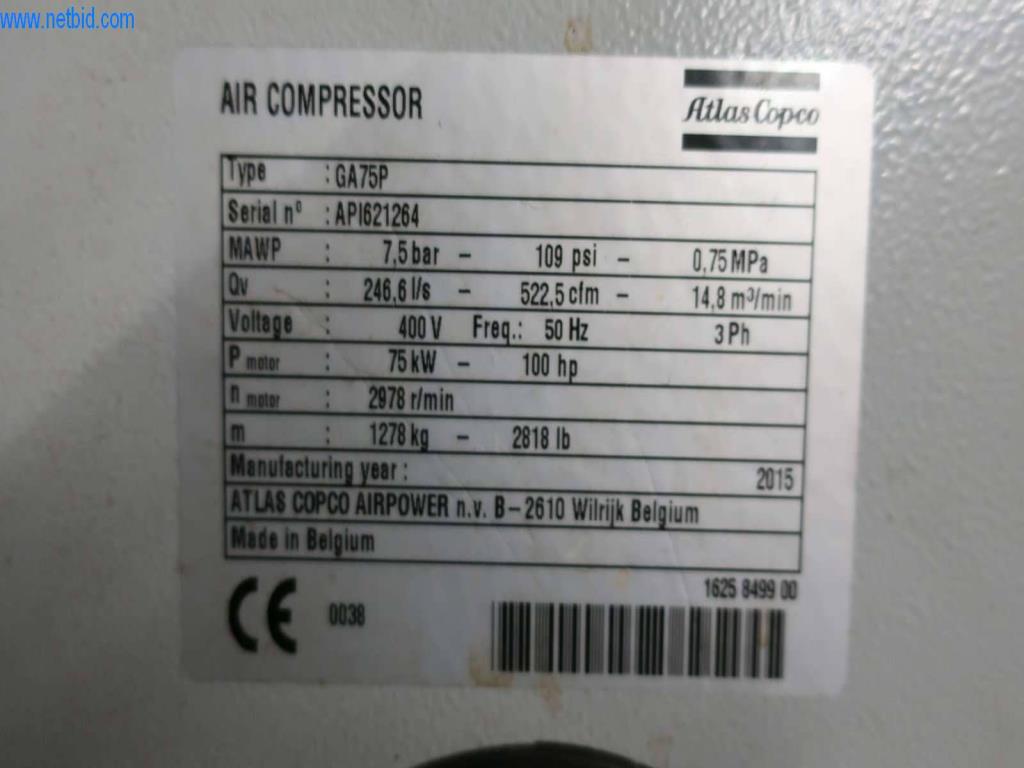 www.netbid.com
AIR COMPRESSOR
Atlas Copco
Type : GA75P
Serial nº : API621264
MAWP : 7,5 bar – 109 psi – 0,75 MPa
Qv : 246,6 l/s – 522,5 cfm – 14,8 m³/min
Voltage : 400 V Freq.: 50 Hz 3 Ph
P motor : 75 kW – 100 hp
n motor : 2978 r/min
m : 1278 kg – 2818 lb
Manufacturing year : 2015
ATLAS COPCO AIRPOWER n.v. B–2610 Wilrijk Belgium
Made in Belgium
1625 8499 00
CE 0038